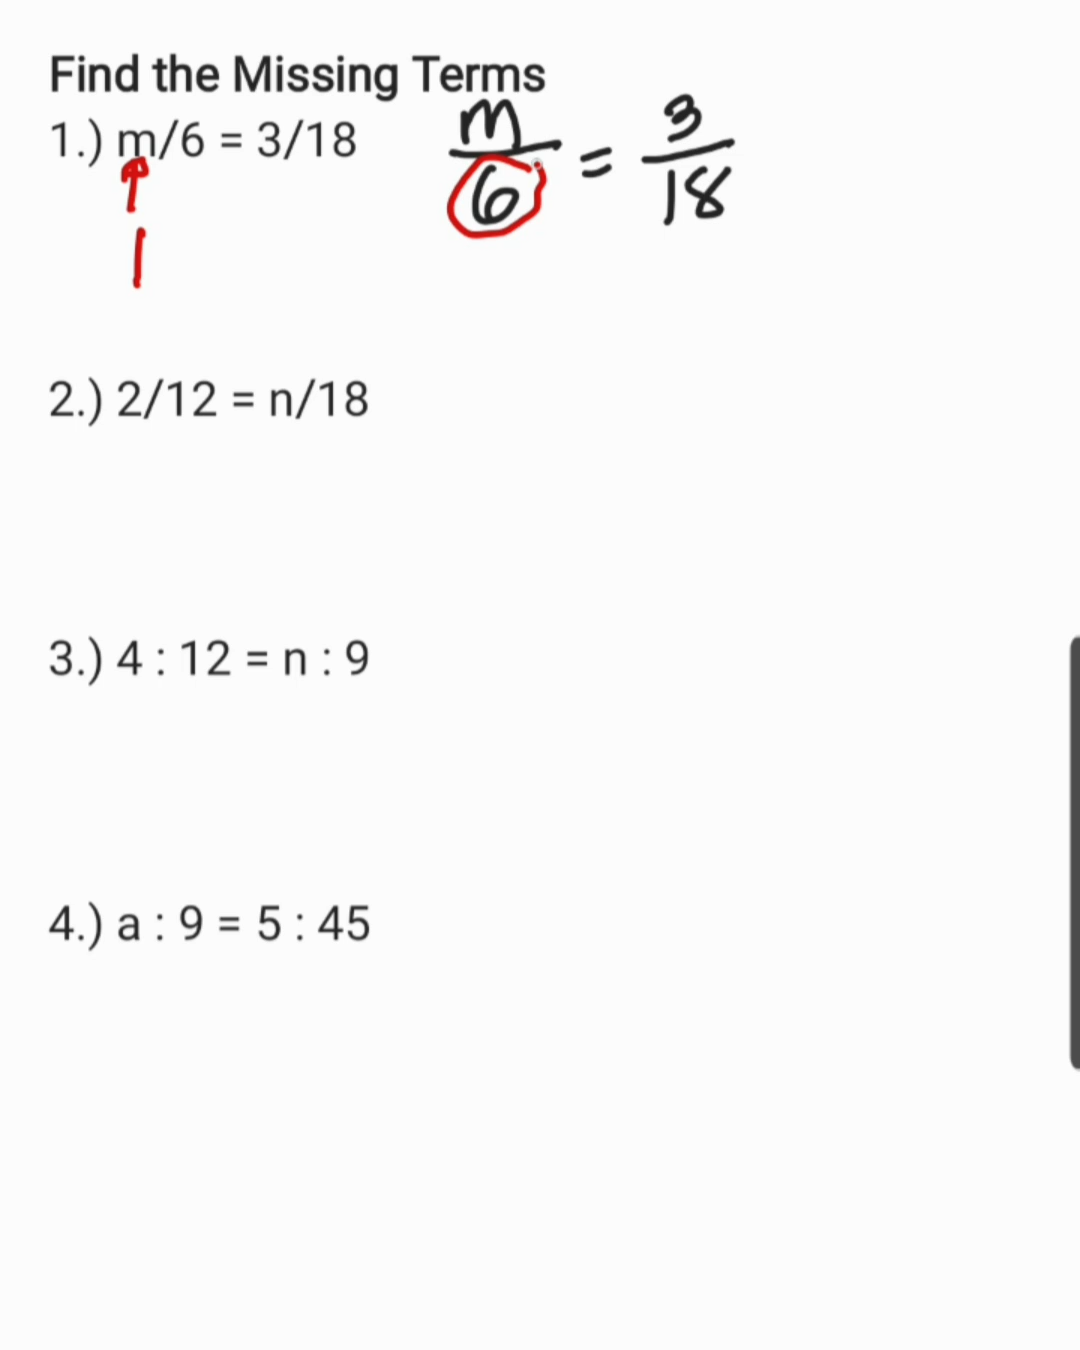 Find the Missing Terms
1.) m/6 = 3/18
m/6 = 3/18
1
2.) 2/12 = n/18
3.) 4 : 12 = n : 9
4.) a : 9 = 5 : 45